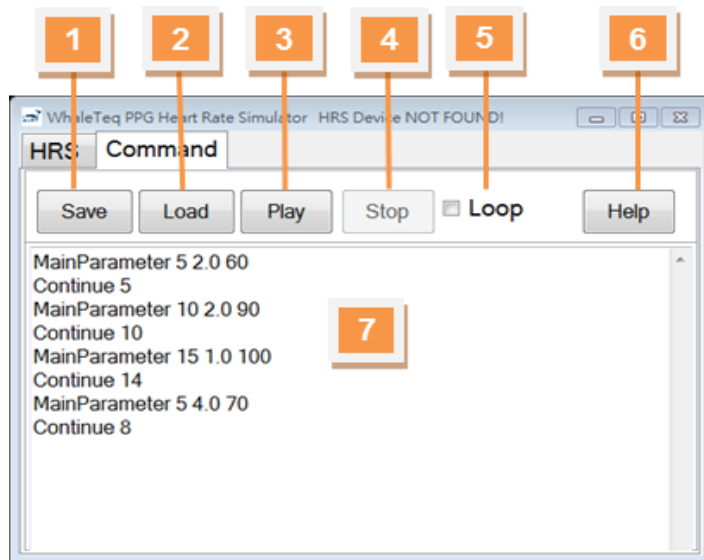 1 2 3 4 5 6
WhaleTeq PPG Heart Rate Simulator HRS Device NOT FOUND!
HRS Command
Save Load Play Stop Loop Help
MainParameter 5 2.0 60
Continue 5
MainParameter 10 2.0 90
Continue 10
MainParameter 15 1.0 100
Continue 14
MainParameter 5 4.0 70
Continue 8
7